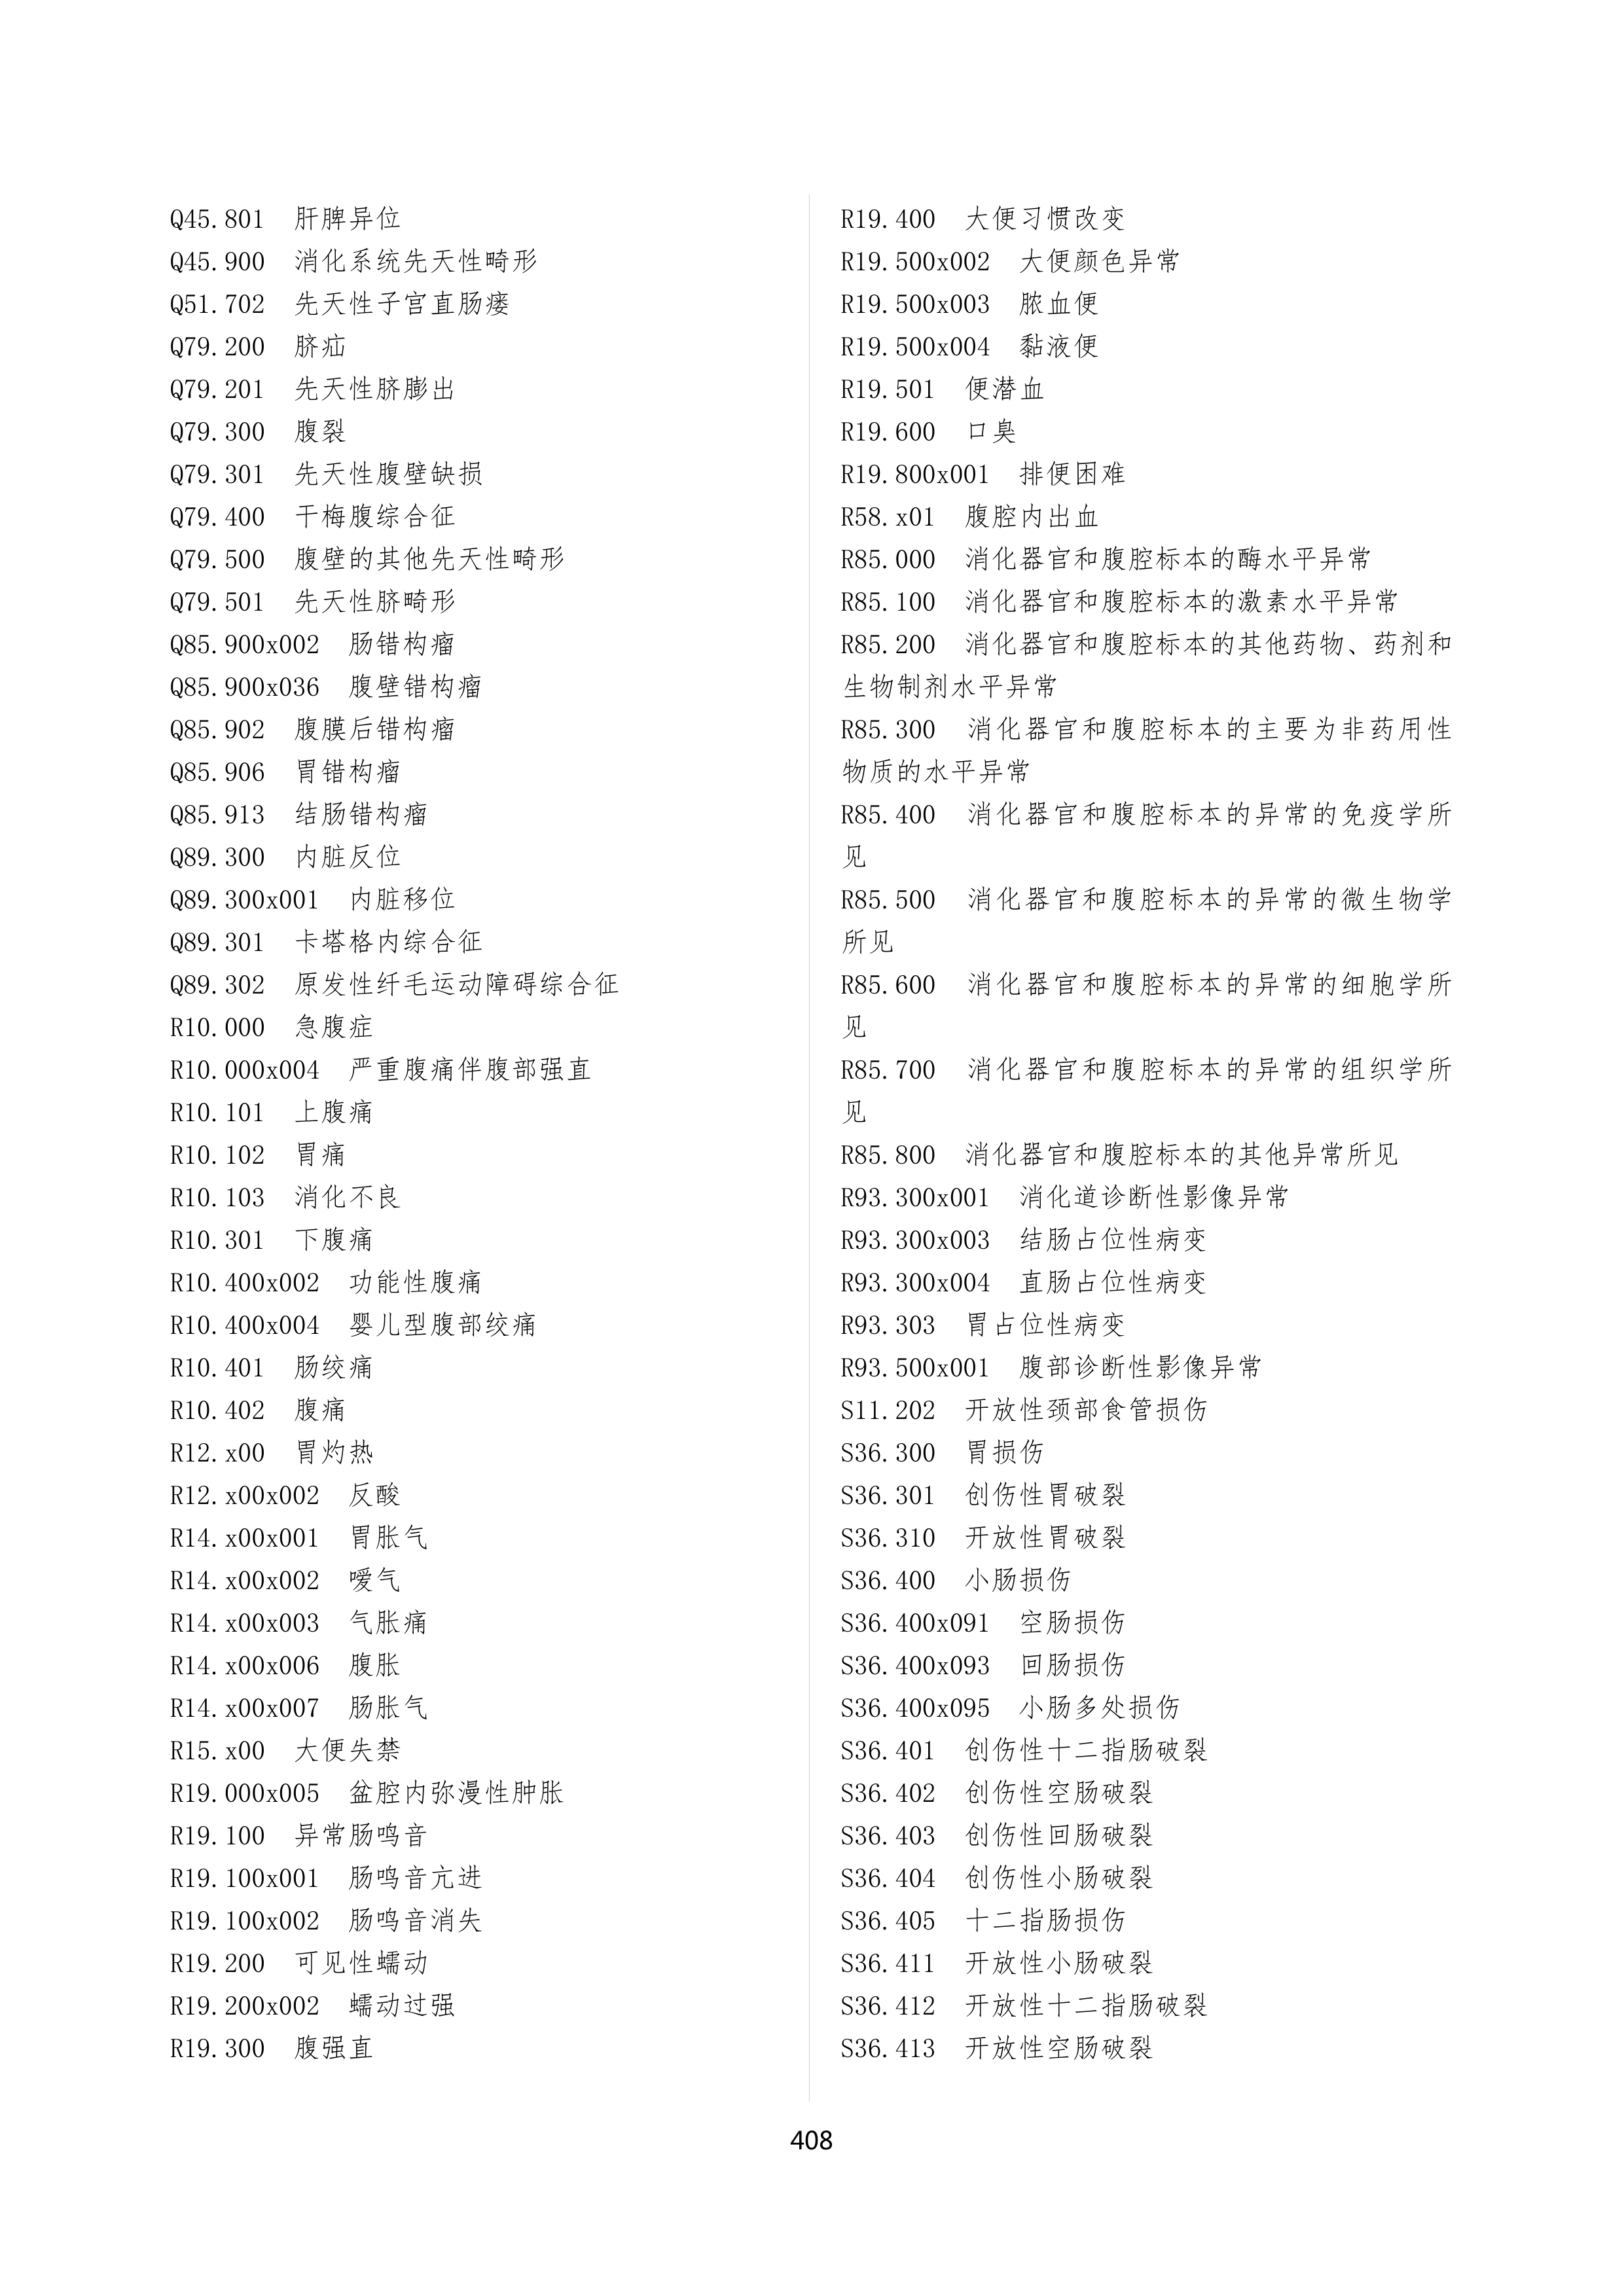 Q45.801 肝脾异位
Q45.900 消化系统先天性畸形
Q51.702 先天性子宫直肠瘘
Q79.200 脐疝
Q79.201 先天性脐膨出
Q79.300 腹裂
Q79.301 先天性腹壁缺损
Q79.400 干梅腹综合征
Q79.500 腹壁的其他先天性畸形
Q79.501 先天性脐畸形
Q85.900x002 肠错构瘤
Q85.900x036 腹壁错构瘤
Q85.902 腹膜后错构瘤
Q85.906 胃错构瘤
Q85.913 结肠错构瘤
Q89.300 内脏反位
Q89.300x001 内脏移位
Q89.301 卡塔格内综合征
Q89.302 原发性纤毛运动障碍综合征
R10.000 急腹症
R10.000x004 严重腹痛伴腹部强直
R10.101 上腹痛
R10.102 胃痛
R10.103 消化不良
R10.301 下腹痛
R10.400x002 功能性腹痛
R10.400x004 婴儿型腹部绞痛
R10.401 肠绞痛
R10.402 腹痛
R12.x00 胃灼热
R12.x00x002 反酸
R14.x00x001 胃胀气
R14.x00x002 嗳气
R14.x00x003 气胀痛
R14.x00x006 腹胀
R14.x00x007 肠胀气
R15.x00 大便失禁
R19.000x005 盆腔内弥漫性肿胀
R19.100 异常肠鸣音
R19.100x001 肠鸣音亢进
R19.100x002 肠鸣音消失
R19.200 可见性蠕动
R19.200x002 蠕动过强
R19.300 腹强直
R19.400 大便习惯改变
R19.500x002 大便颜色异常
R19.500x003 脓血便
R19.500x004 黏液便
R19.501 便潜血
R19.600 口臭
R19.800x001 排便困难
R58.x01 腹腔内出血
R85.000 消化器官和腹腔标本的酶水平异常
R85.100 消化器官和腹腔标本的激素水平异常
R85.200 消化器官和腹腔标本的其他药物、药剂和
生物制剂水平异常
R85.300 消化器官和腹腔标本的主要为非药用性
物质的水平异常
R85.400 消化器官和腹腔标本的异常的免疫学所
见
R85.500 消化器官和腹腔标本的异常的微生物学
所见
R85.600 消化器官和腹腔标本的异常的细胞学所
见
R85.700 消化器官和腹腔标本的异常的组织学所
见
R85.800 消化器官和腹腔标本的其他异常所见
R93.300x001 消化道诊断性影像异常
R93.300x003 结肠占位性病变
R93.300x004 直肠占位性病变
R93.303 胃占位性病变
R93.500x001 腹部诊断性影像异常
S11.202 开放性颈部食管损伤
S36.300 胃损伤
S36.301 创伤性胃破裂
S36.310 开放性胃破裂
S36.400 小肠损伤
S36.400x091 空肠损伤
S36.400x093 回肠损伤
S36.400x095 小肠多处损伤
S36.401 创伤性十二指肠破裂
S36.402 创伤性空肠破裂
S36.403 创伤性回肠破裂
S36.404 创伤性小肠破裂
S36.405 十二指肠损伤
S36.411 开放性小肠破裂
S36.412 开放性十二指肠破裂
S36.413 开放性空肠破裂
408